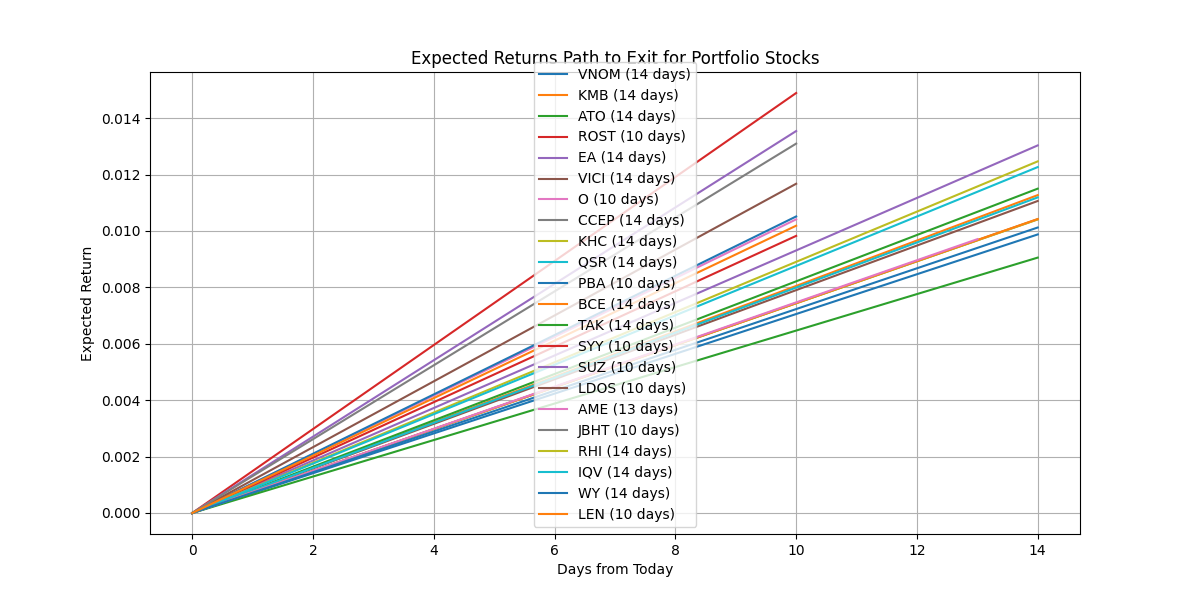 Expected Returns Path to Exit for Portfolio Stocks
VNOM (14 days)
KMB (14 days)
ATO (14 days)
ROST (10 days)
EA (14 days)
VICI (14 days)
O (10 days)
CCEP (14 days)
KHC (14 days)
QSR (14 days)
PBA (10 days)
BCE (14 days)
TAK (14 days)
SYY (10 days)
SUZ (10 days)
LDOS (10 days)
AME (13 days)
JBHT (10 days)
RHI (14 days)
IQV (14 days)
WY (14 days)
LEN (10 days)
Expected Return
0.014
0.012
0.010
0.008
0.006
0.004
0.002
0.000
0 2 4 6 8 10 12 14
Days from Today